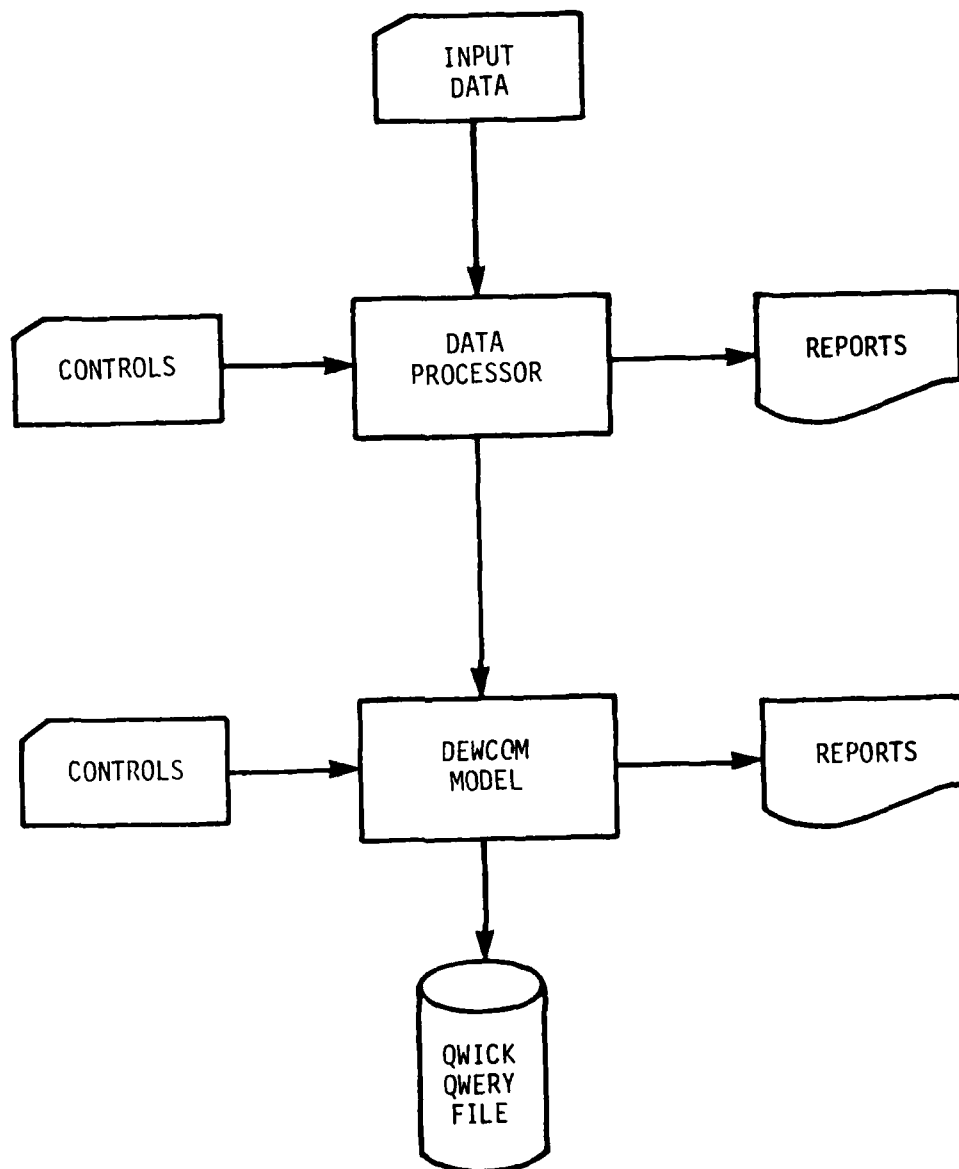 INPUT
DATA
CONTROLS
DATA
PROCESSOR
REPORTS
CONTROLS
DEWCOM
MODEL
REPORTS
QWICK
QWERY
FILE